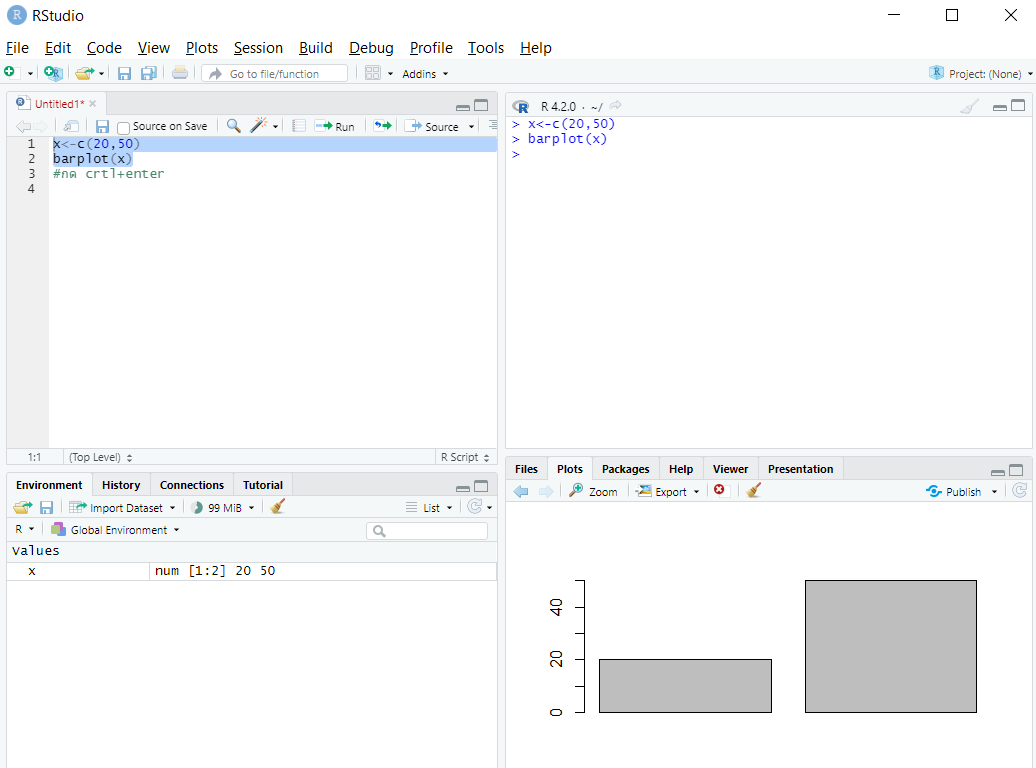 RStudio
File Edit Code View Plots Session Build Debug Profile Tools Help
Go to file/function Addins Project: (None)
Untitled1*
Source on Save Run Source
1 x<-c(20,50)
2 barplot(x)
3 #กด crtl+enter
4
1:1 (Top Level) R Script
R 4.2.0 · ~/
> x<-c(20,50)
> barplot(x)
>
Environment History Connections Tutorial
Import Dataset 99 MiB List
R Global Environment
Values
x num [1:2] 20 50
Files Plots Packages Help Viewer Presentation
Zoom Export Publish
40
20
0